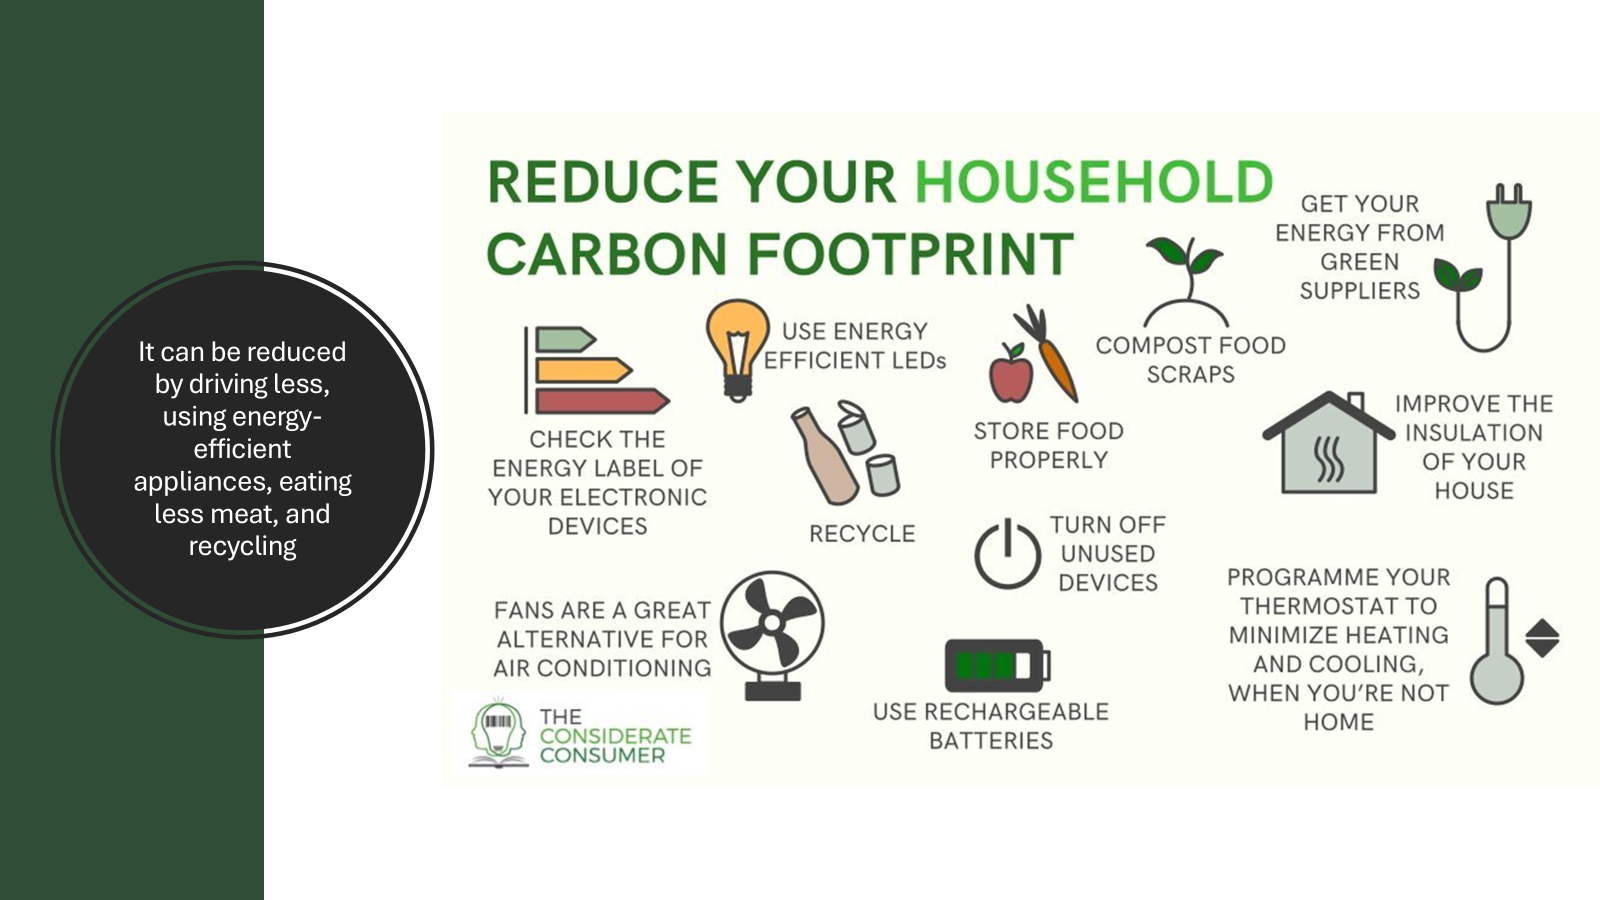 It can be reduced
by driving less,
using energy-
efficient
appliances, eating
less meat, and
recycling
REDUCE YOUR HOUSEHOLD
CARBON FOOTPRINT
GET YOUR
ENERGY FROM
GREEN
SUPPLIERS
USE ENERGY
EFFICIENT LEDs
COMPOST FOOD
SCRAPS
CHECK THE
ENERGY LABEL OF
YOUR ELECTRONIC
DEVICES
RECYCLE
STORE FOOD
PROPERLY
IMPROVE THE
INSULATION
OF YOUR
HOUSE
TURN OFF
UNUSED
DEVICES
FANS ARE A GREAT
ALTERNATIVE FOR
AIR CONDITIONING
USE RECHARGEABLE
BATTERIES
PROGRAMME YOUR
THERMOSTAT TO
MINIMIZE HEATING
AND COOLING,
WHEN YOU'RE NOT
HOME
THE
CONSIDERATE
CONSUMER